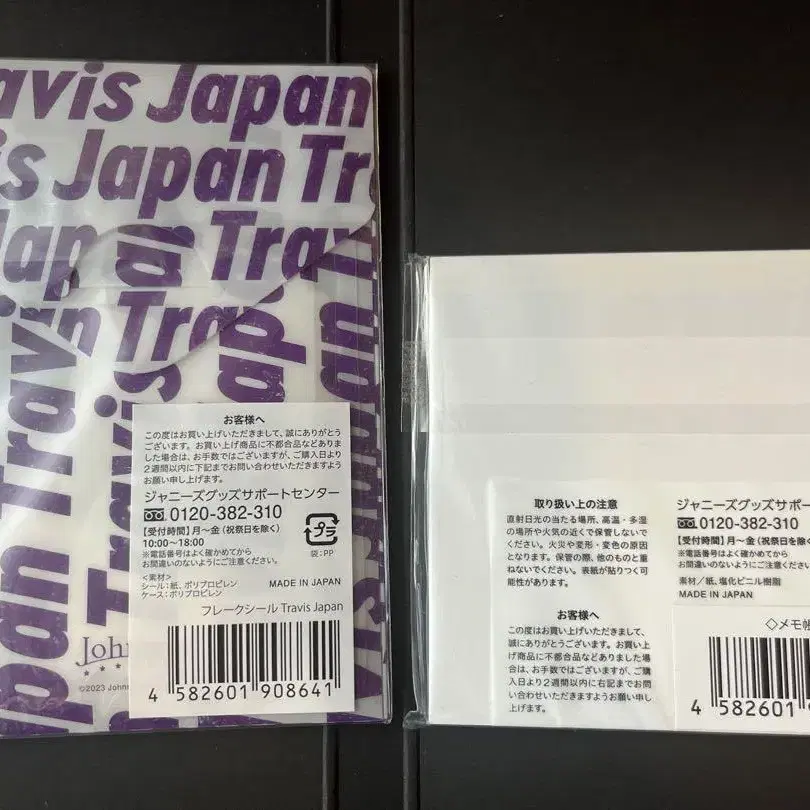 avis Japan
is Japan Tra
Jap an Trav
an Tra
Japan
Travis
お客様へ
この度はお買い上げいただきまして、誠にありがとう
ございます。お買い上げ商品に不都合品などありま
した場合は、お手数ではございますが、ご購入日より
2週間以内に下記までお問い合わせいただきますよう
お願い申し上げます。
ジャニーズグッズサポートセンター
0120-382-310
【受付時間】月〜金（祝祭日を除く）
10:00〜18:00
※電話番号はよく確かめてから
お間違いのないようにご注意ください。
プラ
袋:PP
<素材>
シール:紙、ポリプロピレン
ケース:ポリプロピレン
MADE IN JAPAN
フレークシール Travis Japan
4 582601 908641
John
©2023 Johnn
取り扱い上の注意
直射日光の当たる場所、高温・多湿
の場所や火気の近くで保管しないで
ください。火災や変形・変色の原因
となります。保管の際、他のものと重
ねないでください。表紙が貼りつく可
能性があります。
お客様へ
この度はお買い上げいただきまして、
誠にありがとうございます。お買い上
げ商品に不都合品などありました場
合は、お手数ではございますが、ご購
入日より2週間以内に右記までお問
い合わせいただきますようお願い申し
上げます。
ジャニーズグッズサポー
0120-382-310
【受付時間】月〜金（祝祭日を除く
※電話番号はよく確かめてから
お間違いのないようにご注意くださ
素材／紙、塩化ビニル樹脂
MADE IN JAPAN
◇メモ帳
4 582601